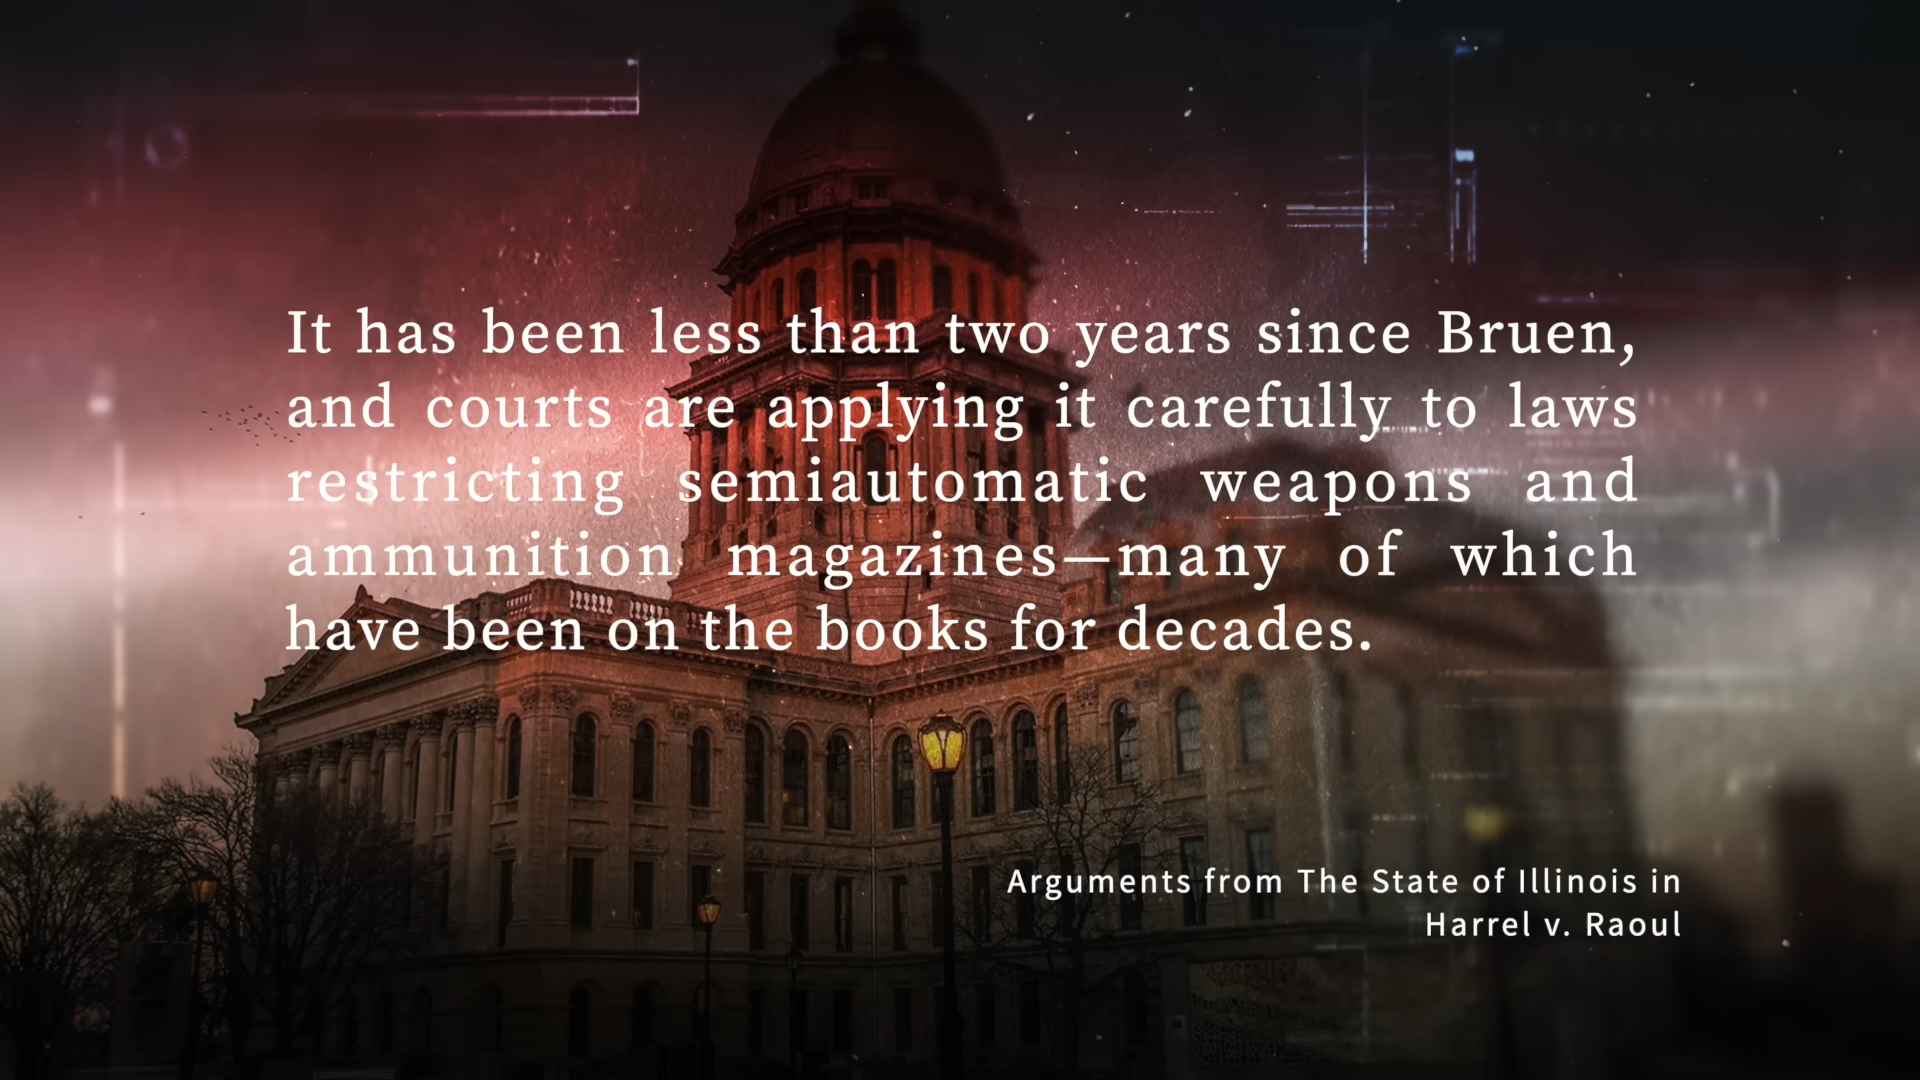 It has been less than two years since Bruen,
and courts are applying it carefully to laws
restricting semiautomatic weapons and
ammunition magazines—many of which
have been on the books for decades.
Arguments from The State of Illinois in
Harrel v. Raoul